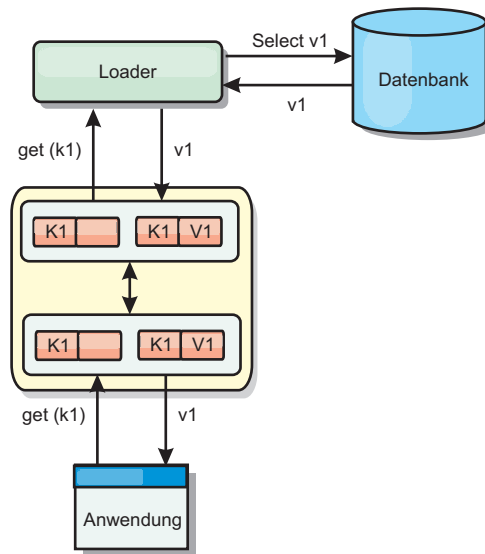 Select v1
Loader
Datenbank
v1
get (k1)
v1
K1
K1 V1
K1
K1 V1
get (k1)
v1
Anwendung